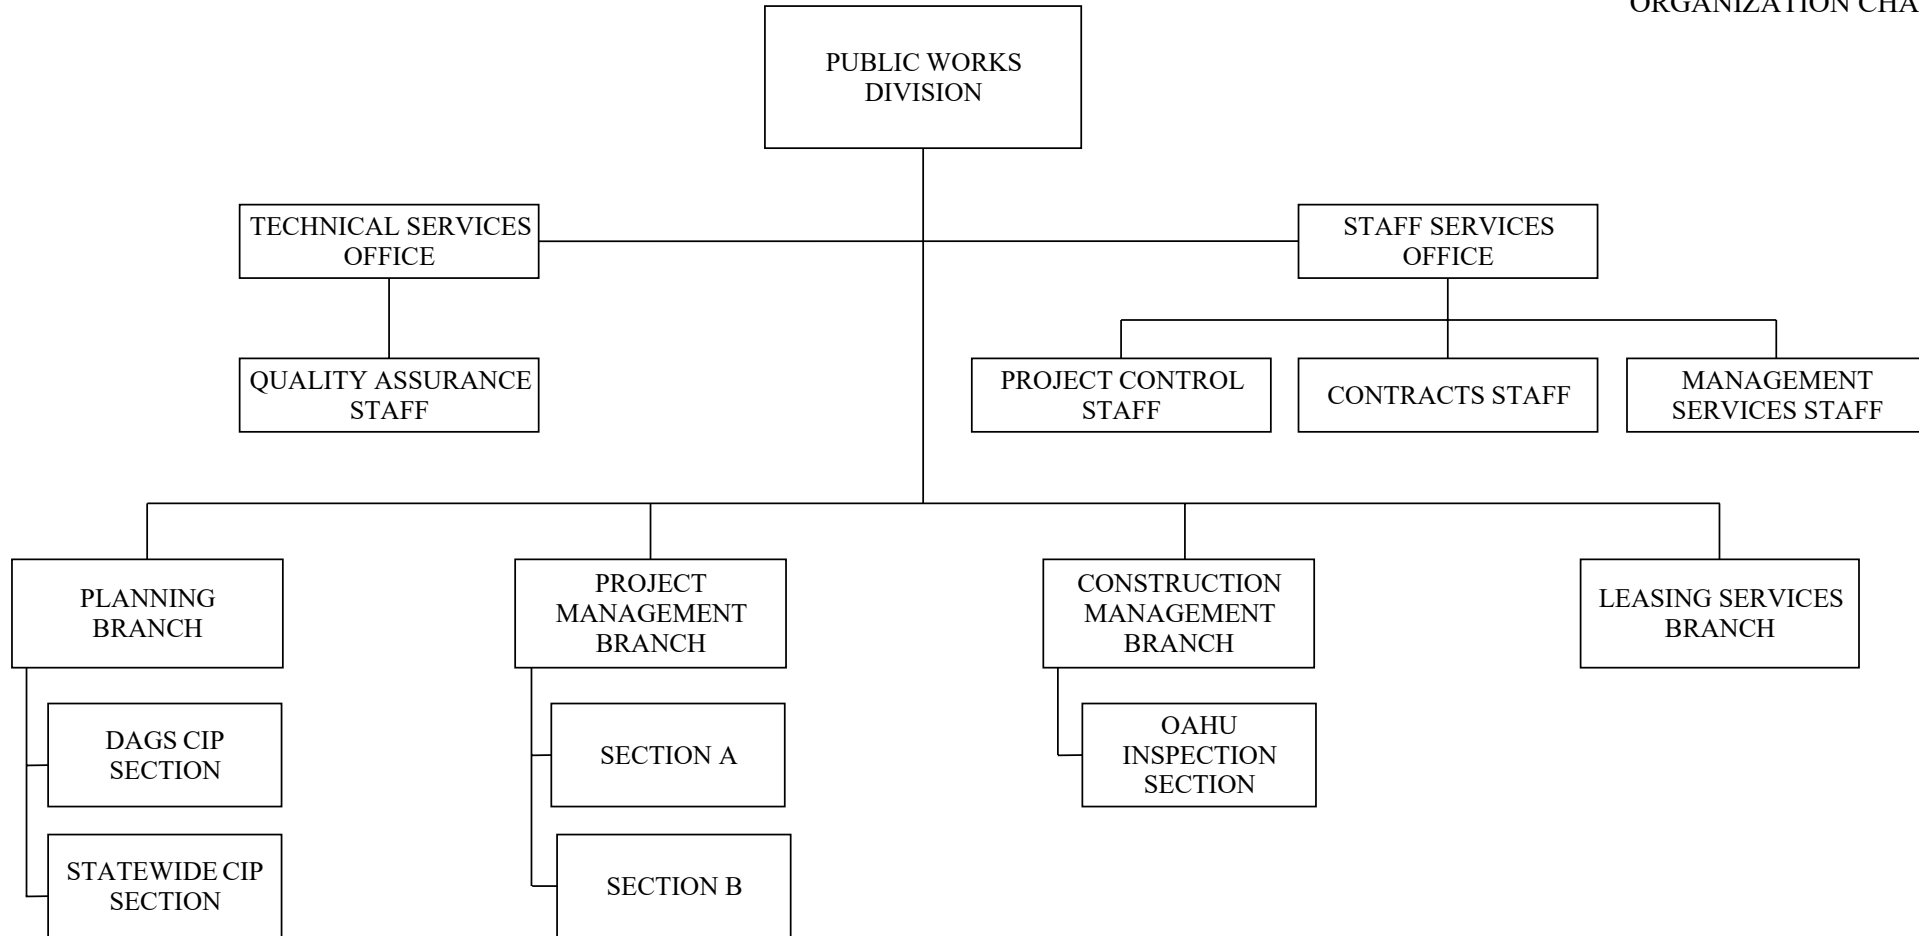 ORGANIZATION CHA
PUBLIC WORKS
DIVISION
TECHNICAL SERVICES
OFFICE
STAFF SERVICES
OFFICE
QUALITY ASSURANCE
STAFF
PROJECT CONTROL
STAFF
CONTRACTS STAFF
MANAGEMENT
SERVICES STAFF
PLANNING
BRANCH
PROJECT
MANAGEMENT
BRANCH
CONSTRUCTION
MANAGEMENT
BRANCH
LEASING SERVICES
BRANCH
DAGS CIP
SECTION
SECTION A
OAHU
INSPECTION
SECTION
STATEWIDE CIP
SECTION
SECTION B